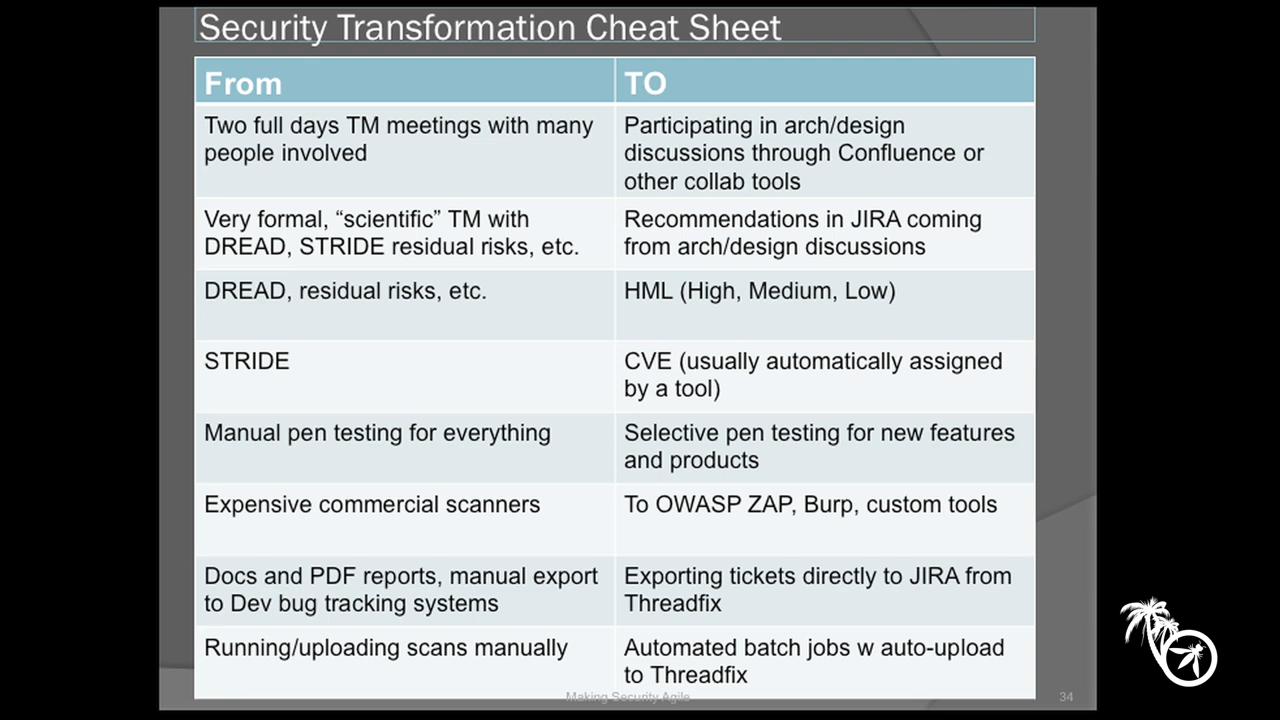 Security Transformation Cheat Sheet
From
TO
Two full days TM meetings with many
people involved
Participating in arch/design
discussions through Confluence or
other collab tools
Very formal, “scientific” TM with
DREAD, STRIDE residual risks, etc.
Recommendations in JIRA coming
from arch/design discussions
DREAD, residual risks, etc.
HML (High, Medium, Low)
STRIDE
CVE (usually automatically assigned
by a tool)
Manual pen testing for everything
Selective pen testing for new features
and products
Expensive commercial scanners
To OWASP ZAP, Burp, custom tools
Docs and PDF reports, manual export
to Dev bug tracking systems
Exporting tickets directly to JIRA from
Threadfix
Running/uploading scans manually
Automated batch jobs w auto-upload
to Threadfix
Making Security Agile
34